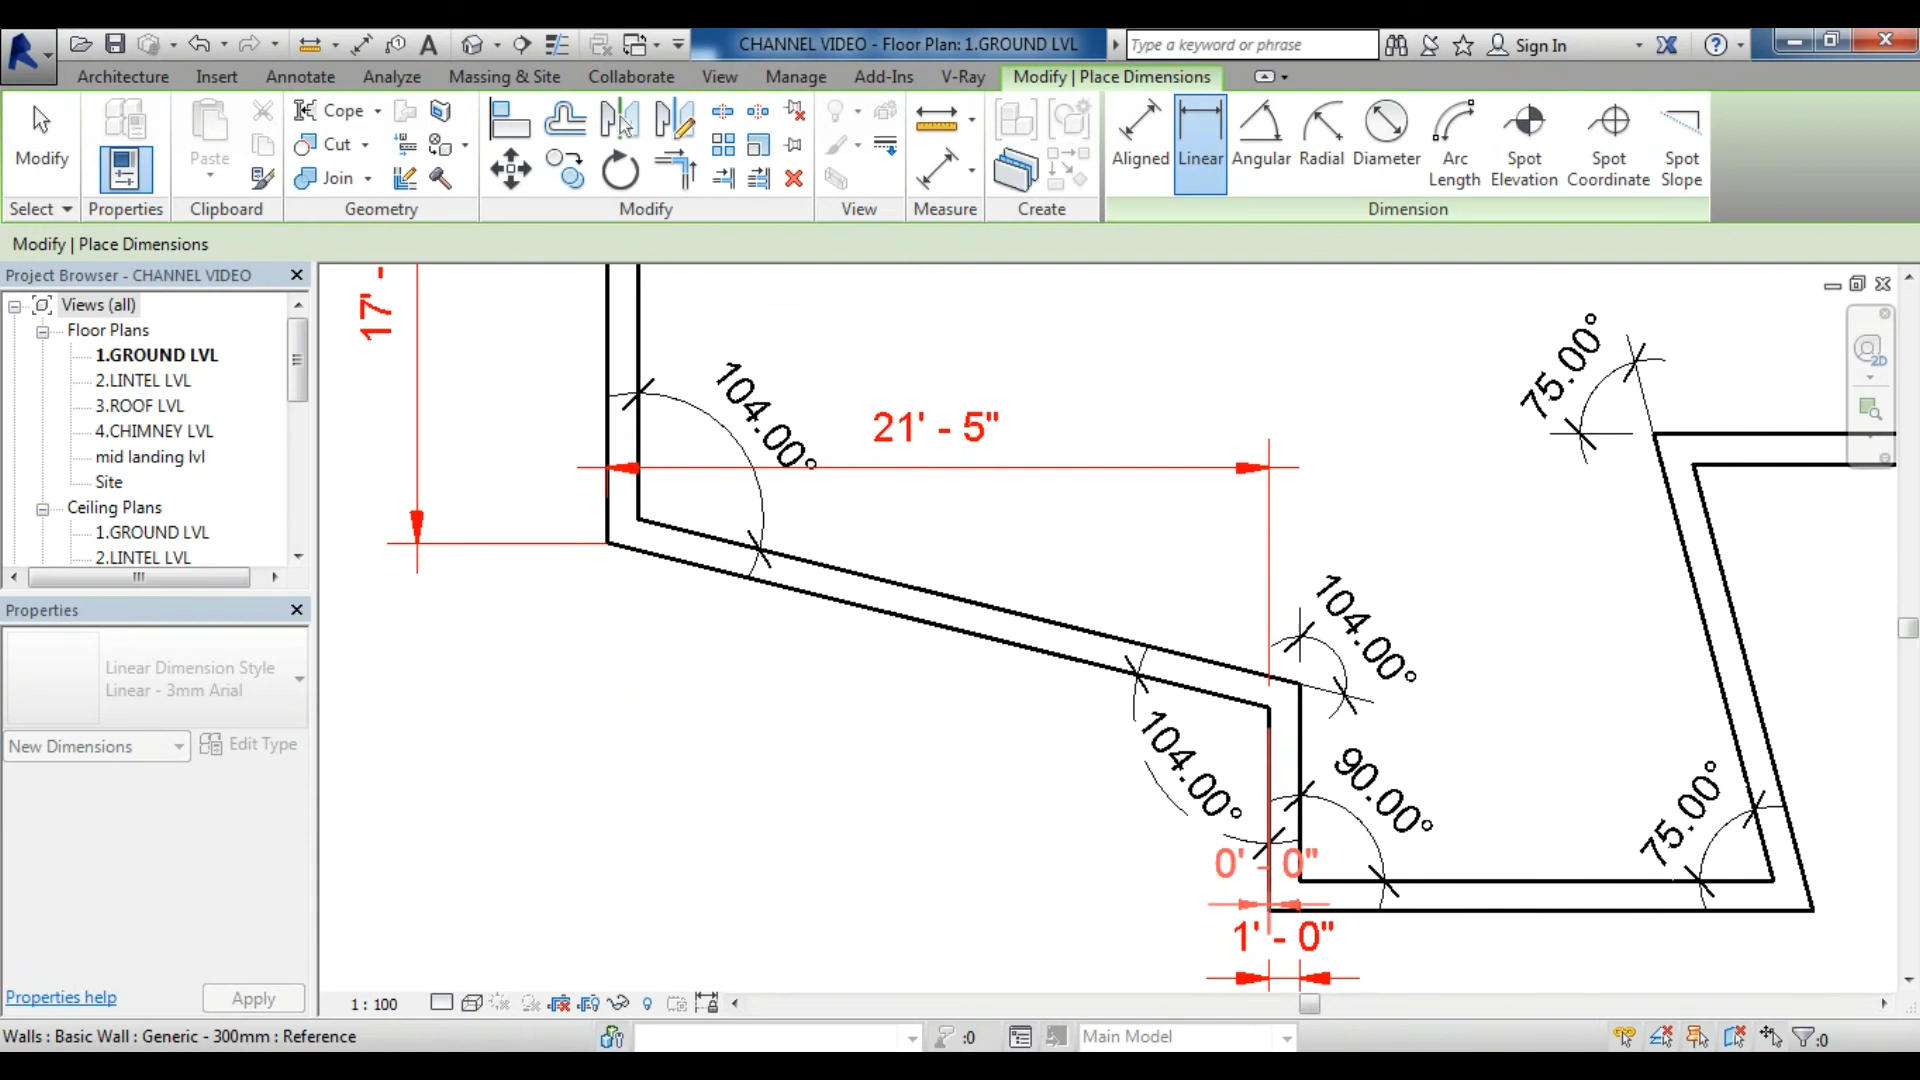 CHANNEL VIDEO - Floor Plan: 1.GROUND LVL
Type a keyword or phrase
Sign In
Architecture Insert Annotate Analyze Massing & Site Collaborate View Manage Add-Ins V-Ray Modify | Place Dimensions
Modify
Paste
Cope
Cut
Join
Aligned Linear Angular Radial Diameter Arc Length Spot Elevation Spot Coordinate Spot Slope
Select Properties Clipboard Geometry Modify View Measure Create Dimension
Modify | Place Dimensions
Project Browser - CHANNEL VIDEO
Views (all)
Floor Plans
1.GROUND LVL
2.LINTEL LVL
3.ROOF LVL
4.CHIMNEY LVL
mid landing lvl
Site
Ceiling Plans
1.GROUND LVL
2.LINTEL LVL
Properties
Linear Dimension Style
Linear - 3mm Arial
New Dimensions
Edit Type
Properties help
Apply
17' -
104.00°
21' - 5"
75.00°
104.00°
104.00°
90.00°
75.00°
0' - 0"
1' - 0"
1 : 100
2D
Walls : Basic Wall : Generic - 300mm : Reference
:0
Main Model
:0